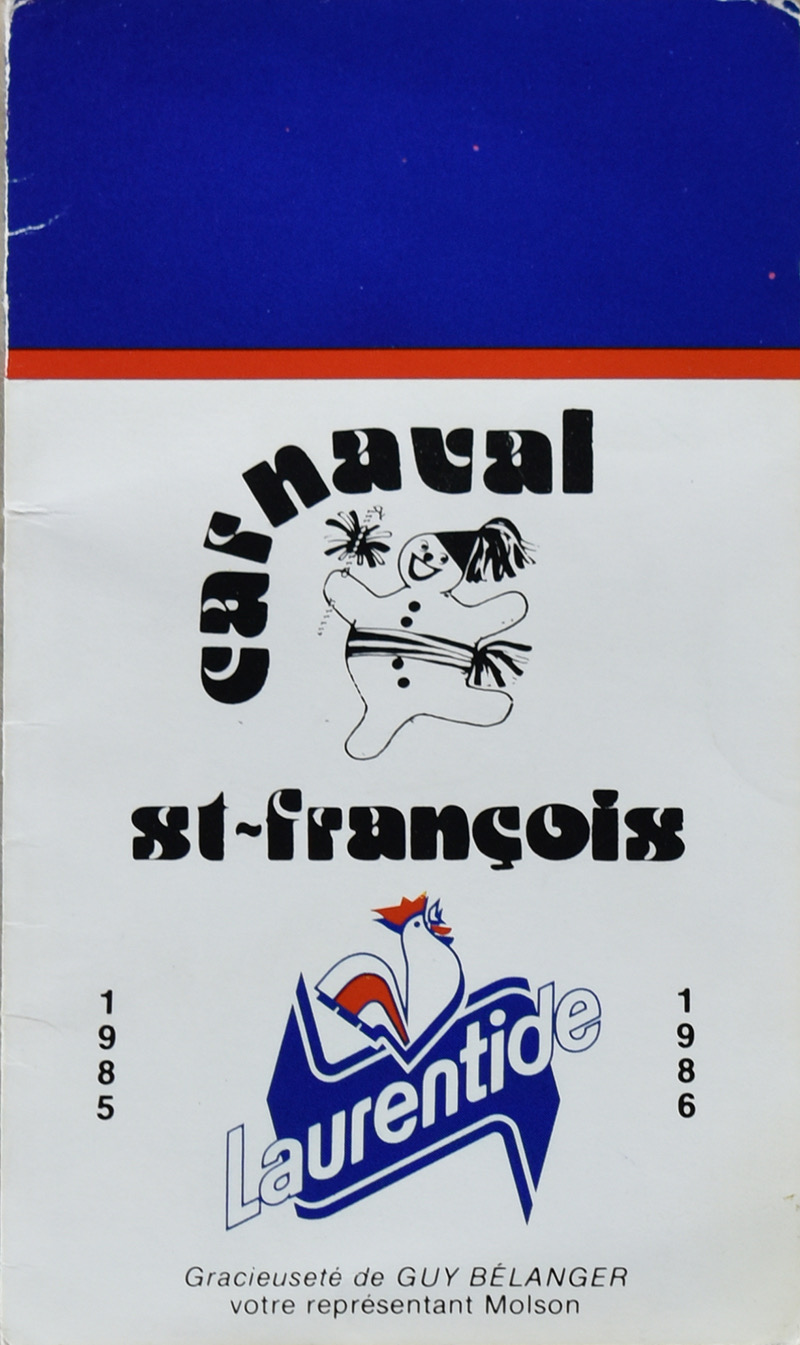 carnaval
st-françois
1985
1986
Laurentide
Gracieuseté de GUY BÉLANGER
votre représentant Molson